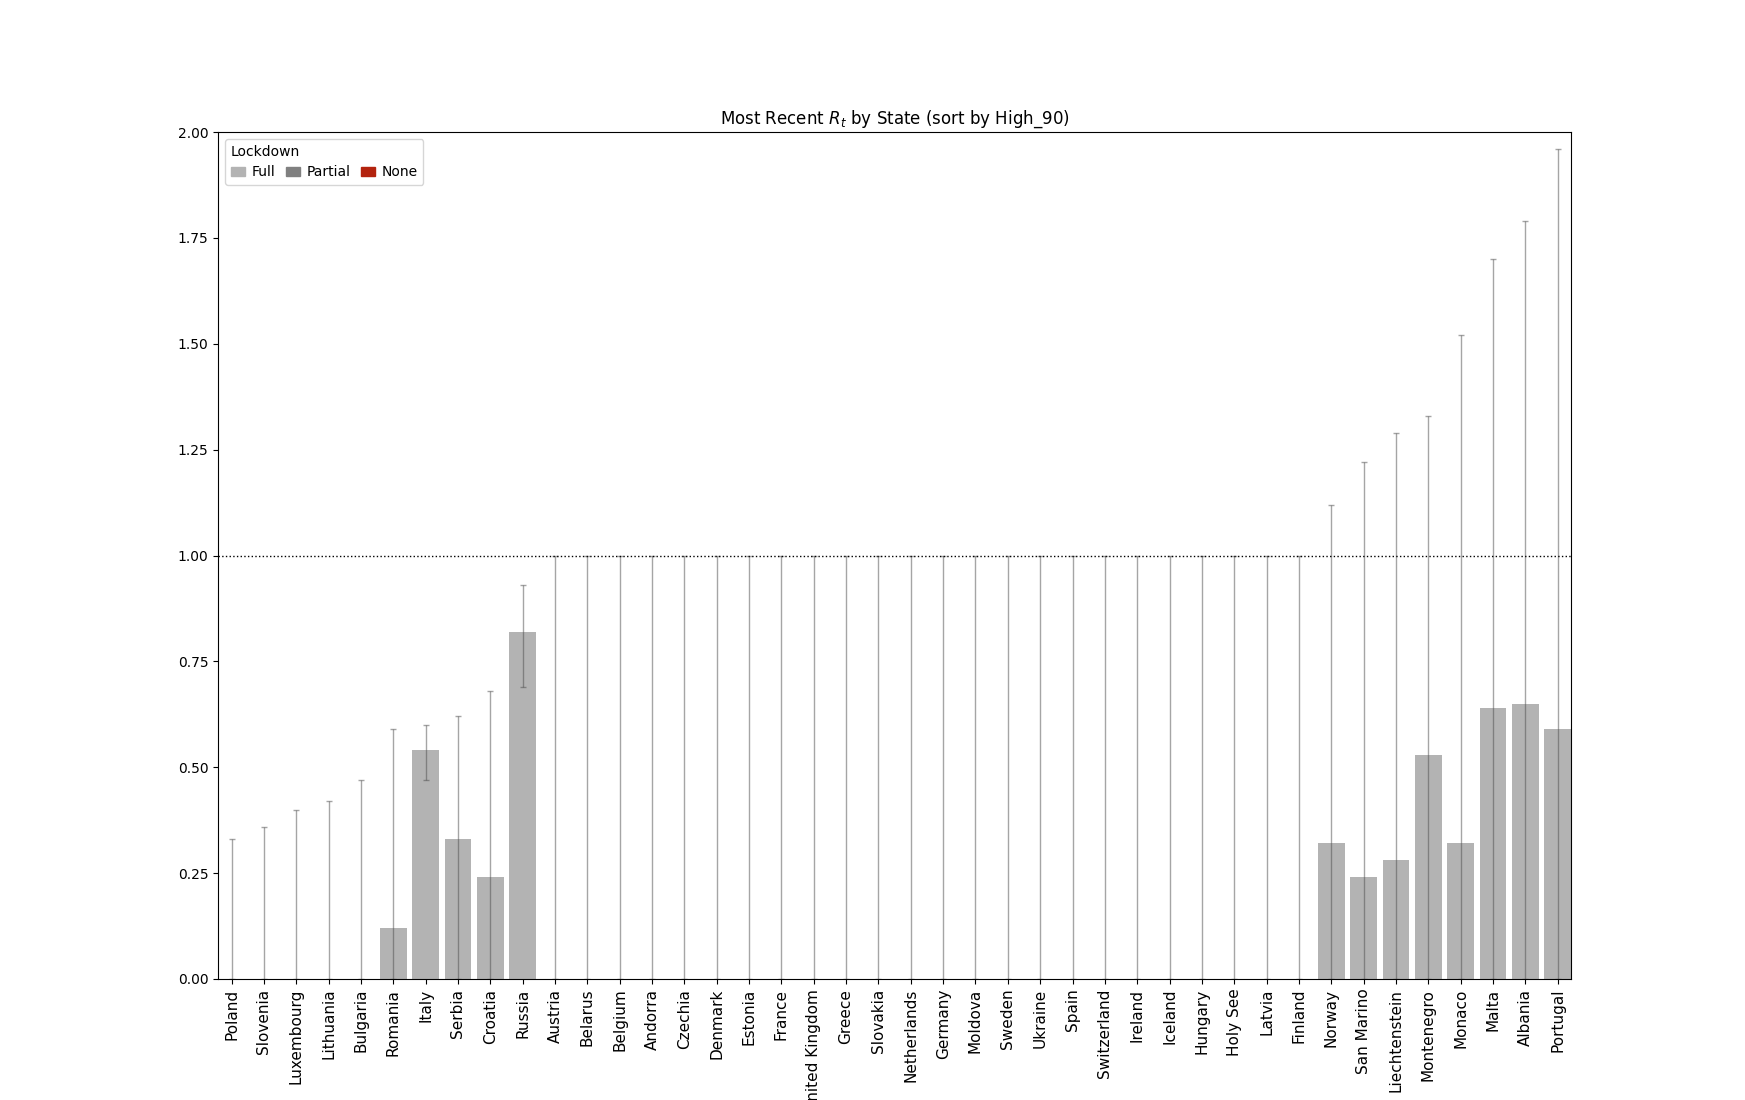 Most Recent R_t by State (sort by High_90)
Lockdown
Full Partial None
2.00
1.75
1.50
1.25
1.00
0.75
0.50
0.25
0.00
Poland
Slovenia
Luxembourg
Lithuania
Bulgaria
Romania
Italy
Serbia
Croatia
Russia
Austria
Belarus
Belgium
Andorra
Czechia
Denmark
Estonia
France
nited Kingdom
Greece
Slovakia
Netherlands
Germany
Moldova
Sweden
Ukraine
Spain
Switzerland
Ireland
Iceland
Hungary
Holy See
Latvia
Finland
Norway
San Marino
Liechtenstein
Montenegro
Monaco
Malta
Albania
Portugal